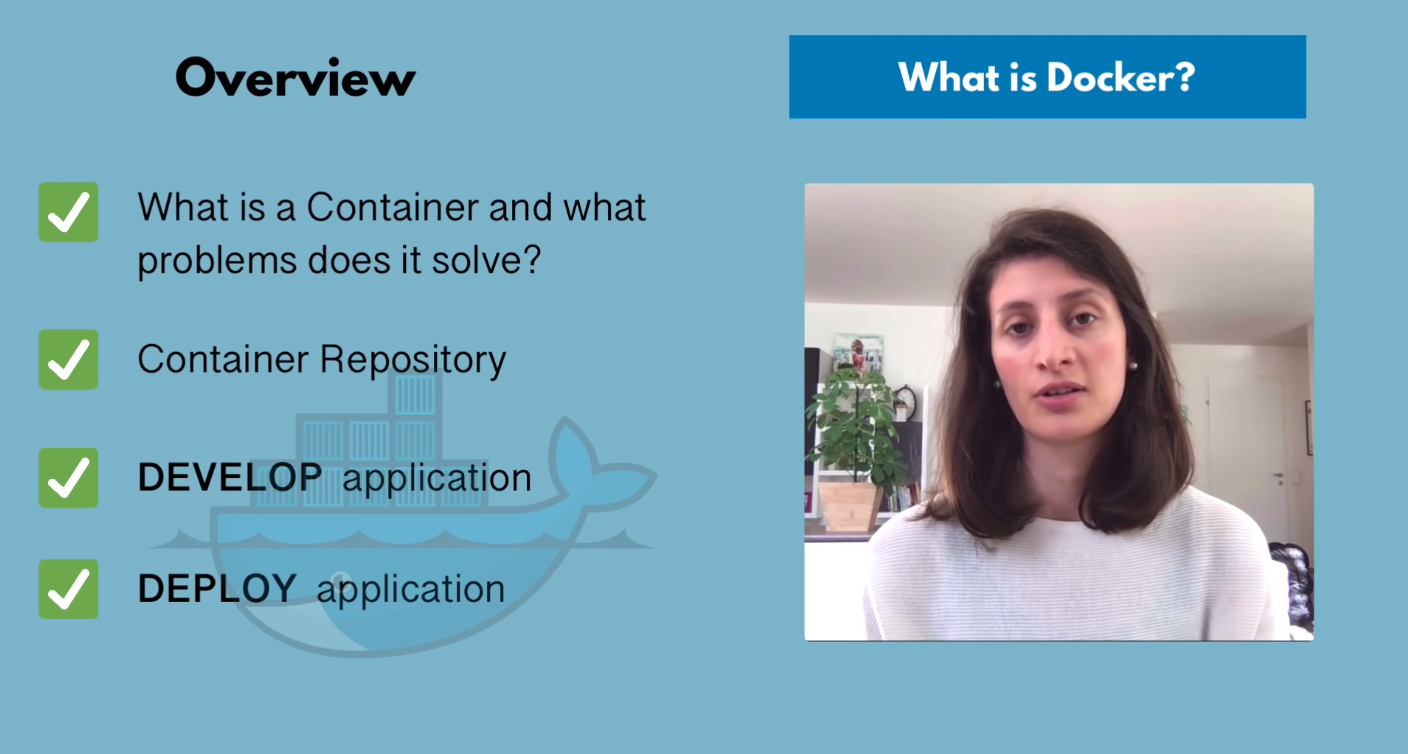 Overview
What is Docker?
What is a Container and what
problems does it solve?
Container Repository
DEVELOP application
DEPLOY application